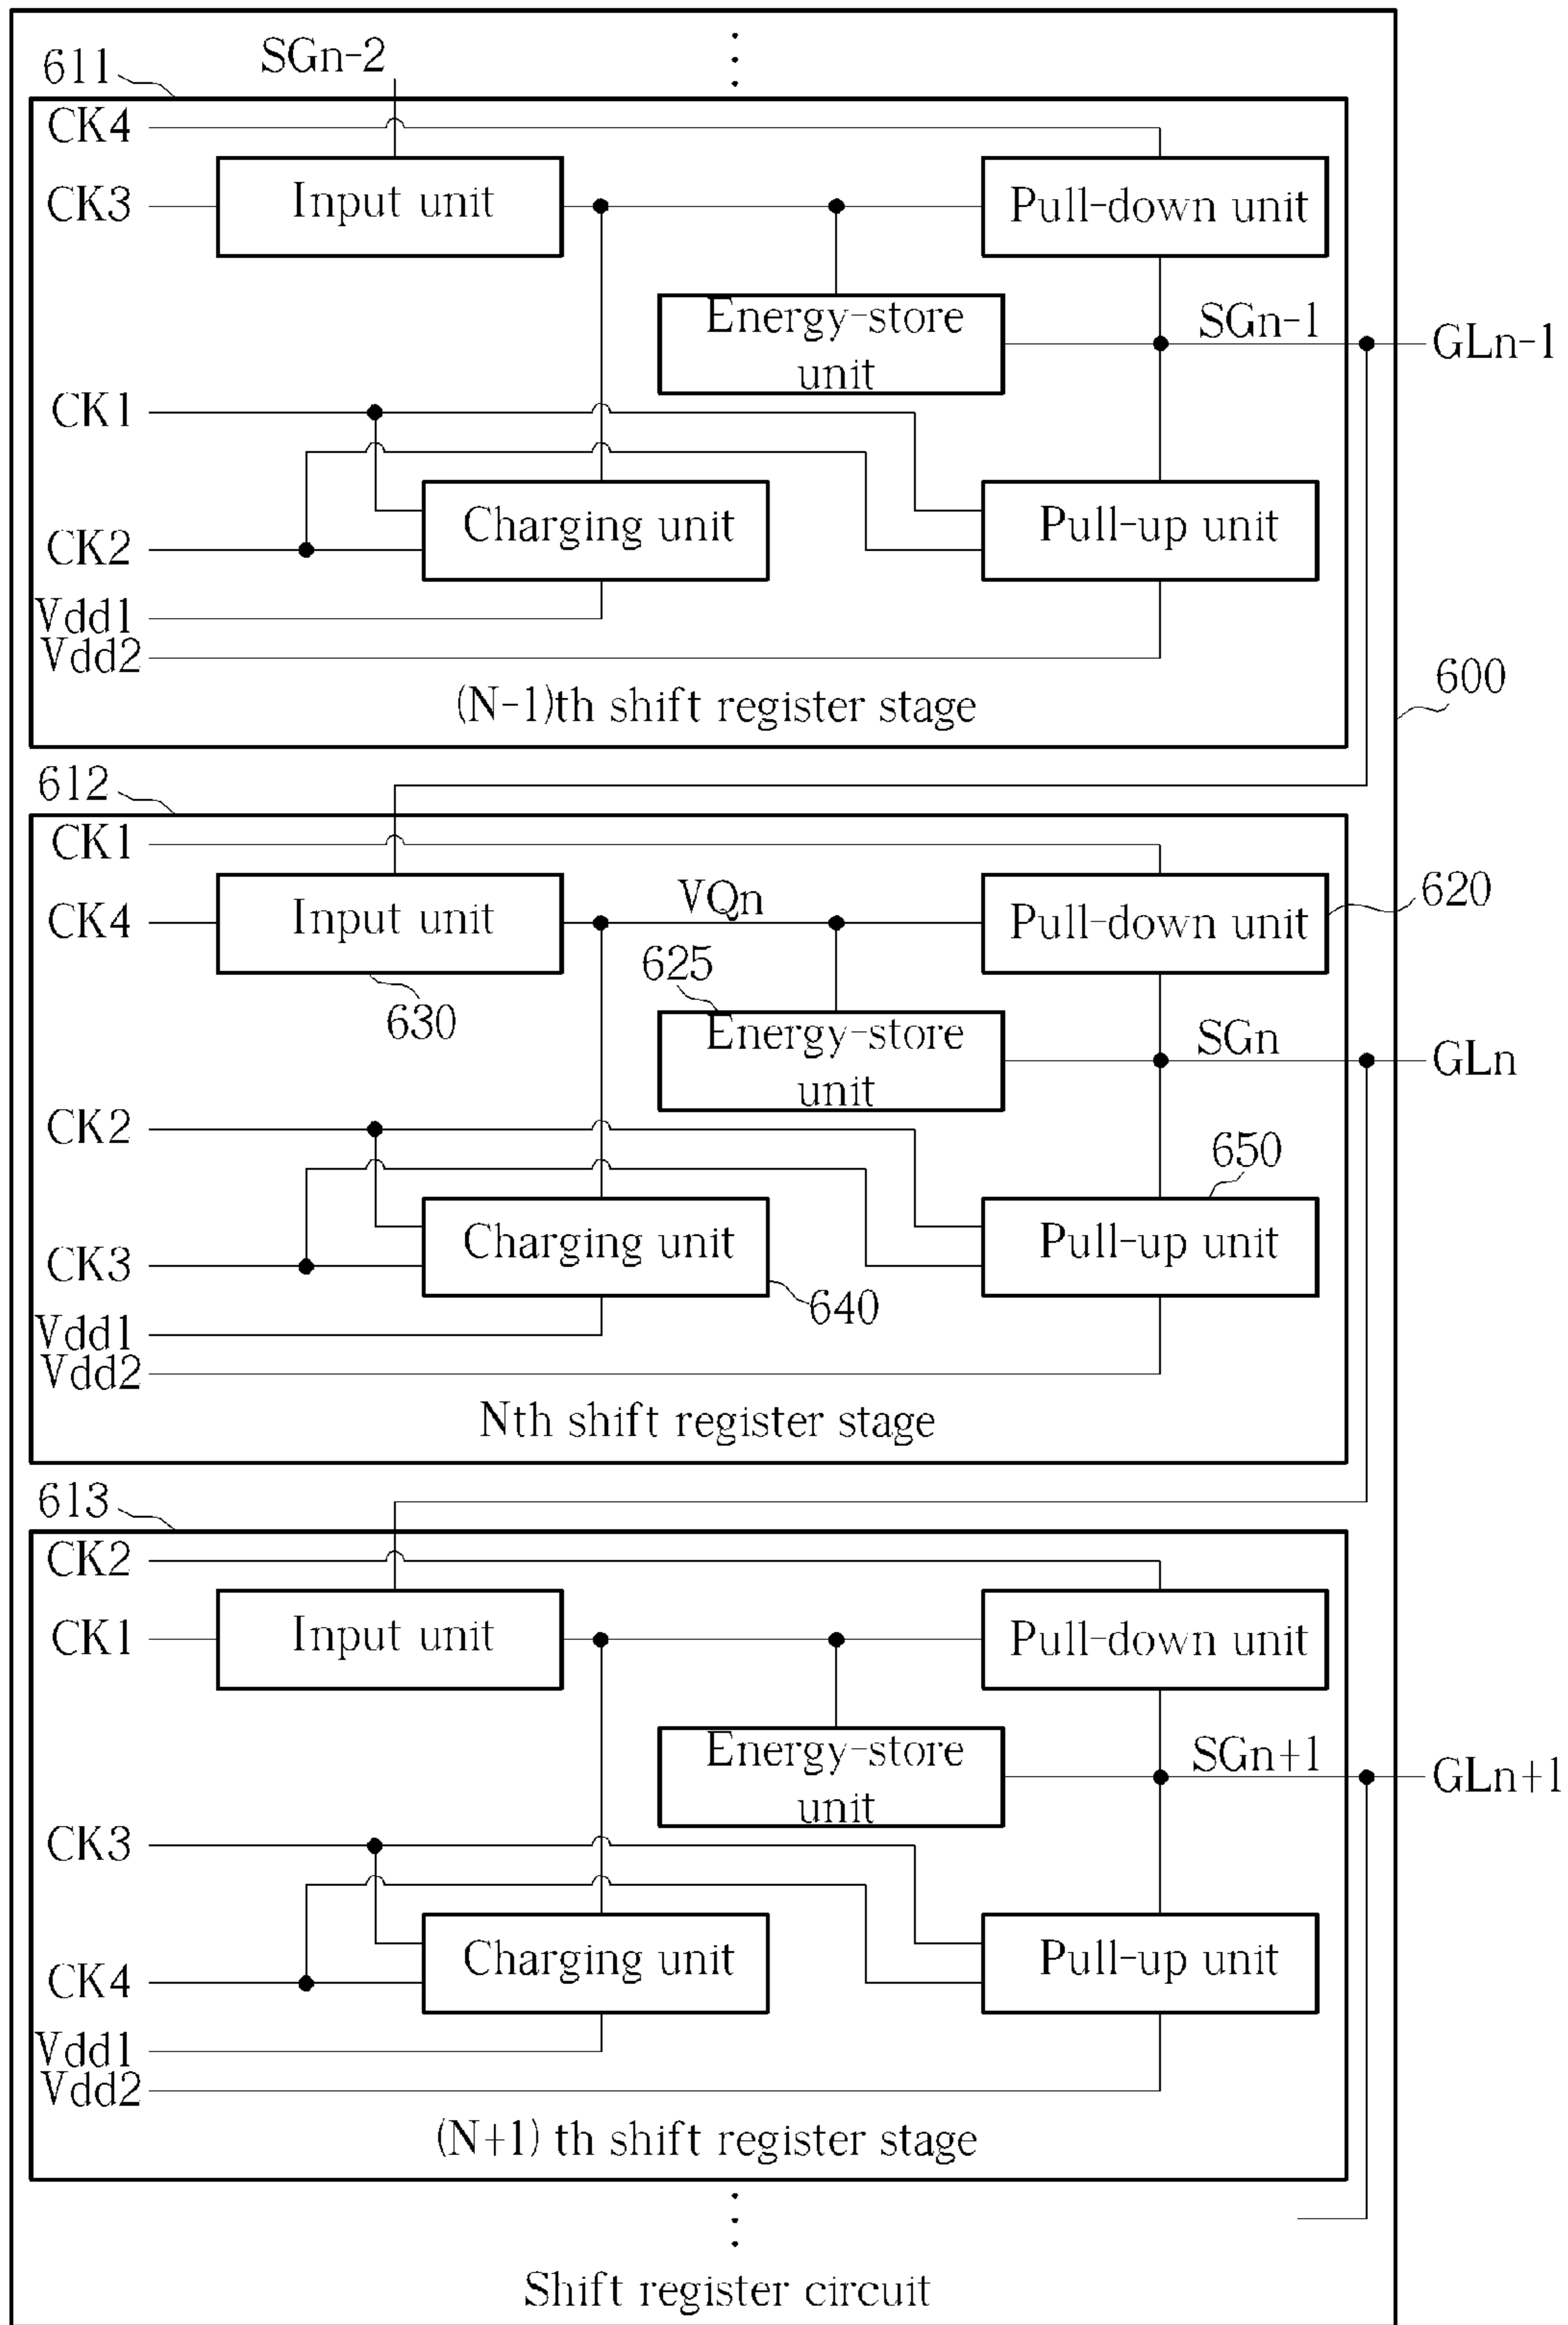 SGn-2
611
CK4
CK3
Input unit
Pull-down unit
Energy-store
unit
SGn-1
GLn-1
CK1
CK2
Charging unit
Pull-up unit
Vdd1
Vdd2
(N-1)th shift register stage
600
612
CK1
CK4
Input unit
VQn
Pull-down unit
620
630
625
Energy-store
unit
SGn
GLn
CK2
CK3
Charging unit
640
Pull-up unit
650
Vdd1
Vdd2
Nth shift register stage
613
CK2
CK1
Input unit
Pull-down unit
Energy-store
unit
SGn+1
GLn+1
CK3
CK4
Charging unit
Pull-up unit
Vdd1
Vdd2
(N+1) th shift register stage
Shift register circuit